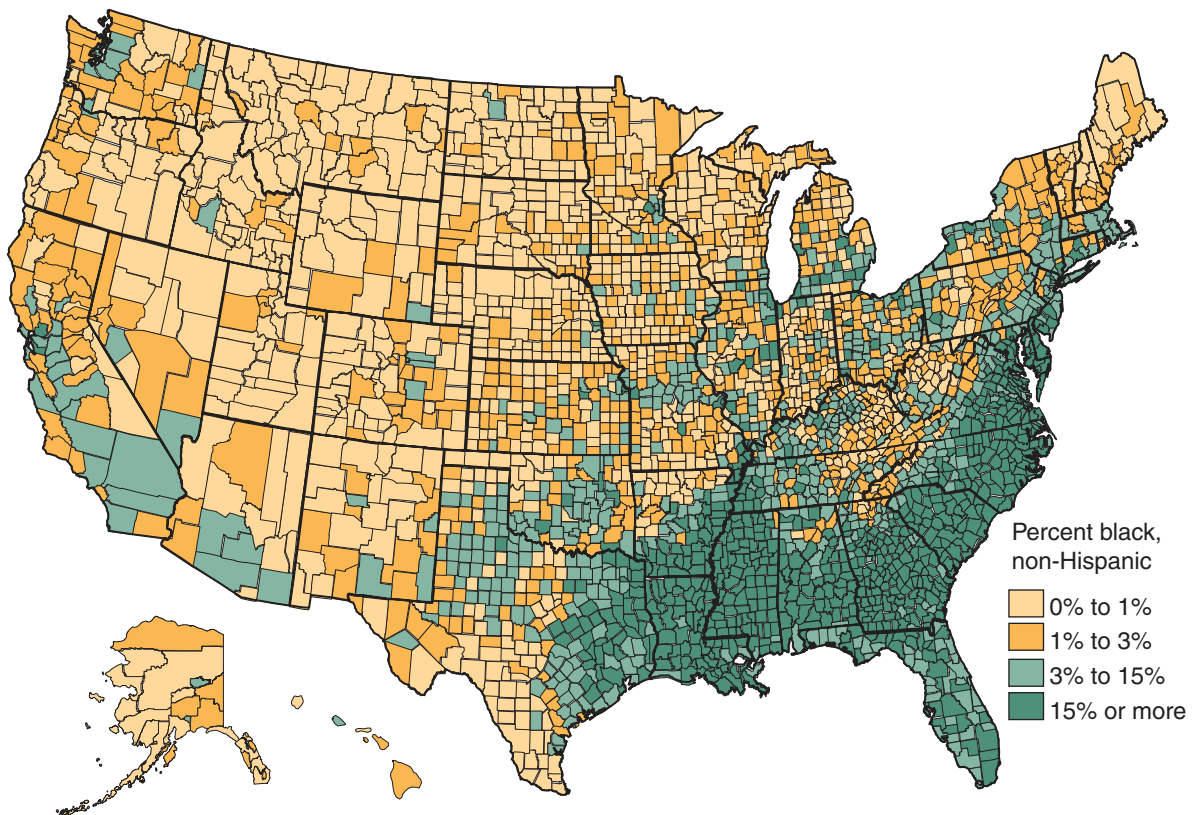 Percent black,
non-Hispanic
0% to 1%
1% to 3%
3% to 15%
15% or more